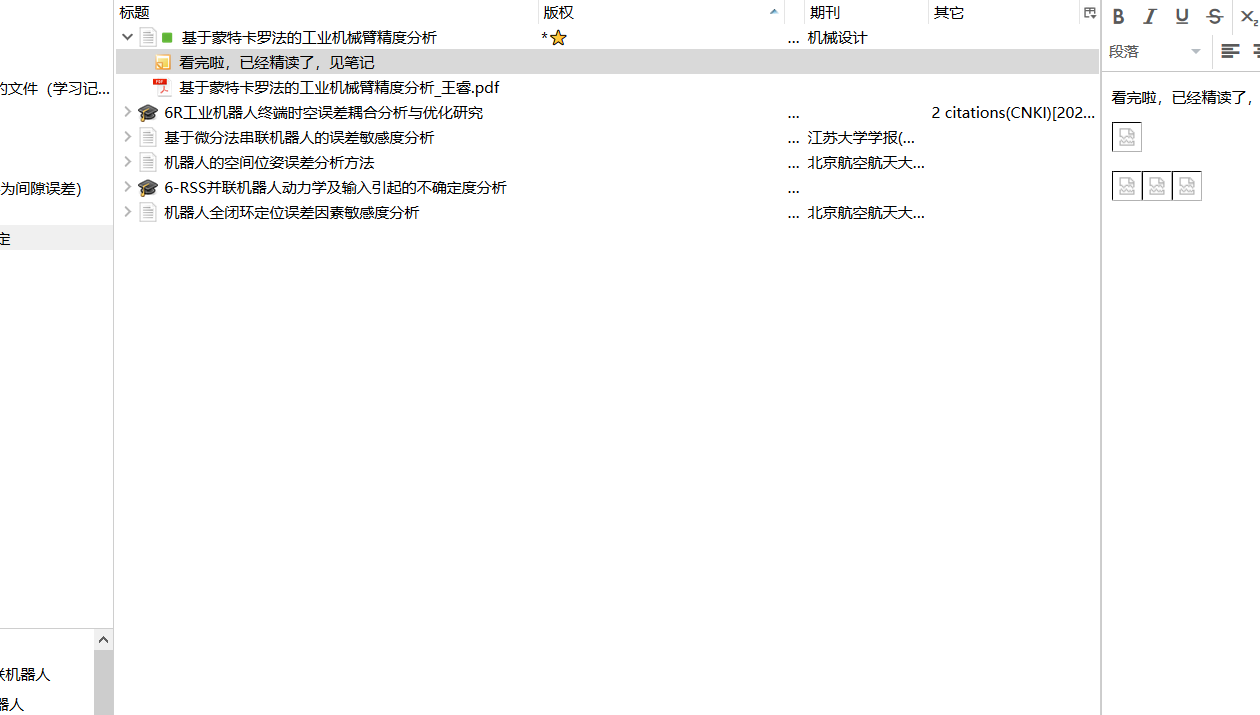 标题 版权 期刊 其它
基于蒙特卡罗法的工业机械臂精度分析 *⭐ ... 机械设计
看完啦，已经精读了，见笔记
基于蒙特卡罗法的工业机械臂精度分析_王睿.pdf
6R工业机器人终端时空误差耦合分析与优化研究 ... 2 citations(CNKI)[202...
基于微分法串联机器人的误差敏感度分析 ... 江苏大学学报(...
机器人的空间位姿误差分析方法 ... 北京航空航天大...
6-RSS并联机器人动力学及输入引起的不确定度分析 ...
机器人全闭环定位误差因素敏感度分析 ... 北京航空航天大...
的文件（学习记...
为间隙误差）
定
联机器人
器人
B I U S X₂
段落
看完啦，已经精读了，